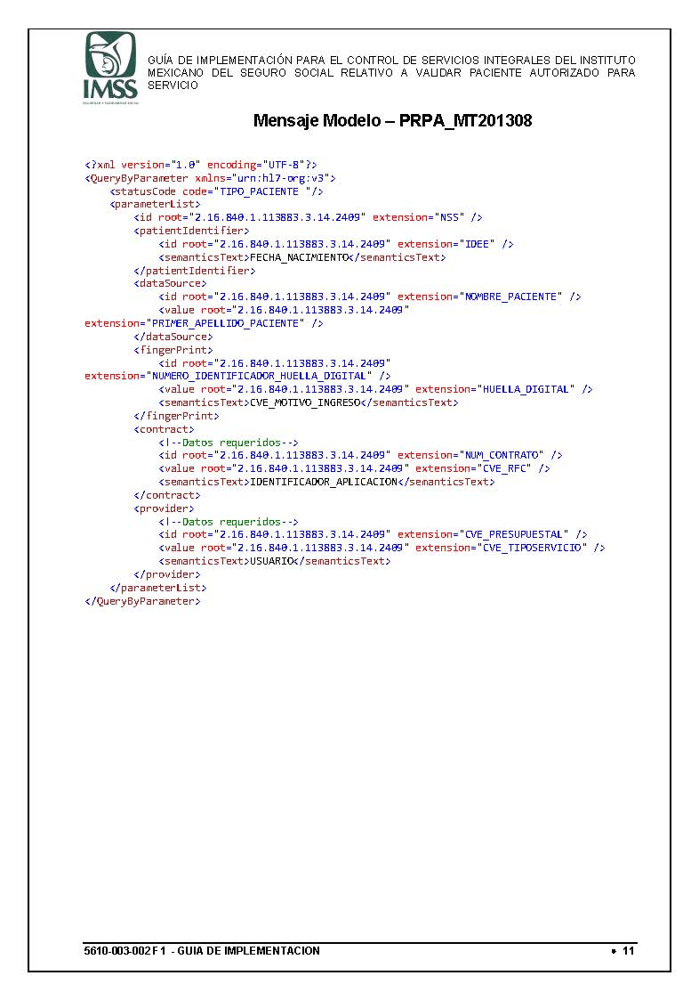 GUÍA DE IMPLEMENTACIÓN PARA EL CONTROL DE SERVICIOS INTEGRALES DEL INSTITUTO
MEXICANO DEL SEGURO SOCIAL RELATIVO A VALIDAR PACIENTE AUTORIZADO PARA
SERVICIO
IMSS
SEGURIDAD Y SOLIDARIDAD SOCIAL
Mensaje Modelo – PRPA_MT201308
<?xml version="1.0" encoding="UTF-8"?>
<QueryByParameter xmlns="urn:hl7-org:v3">
    <statusCode code="TIPO_PACIENTE "/>
    <parameterList>
        <id root="2.16.840.1.113883.3.14.2409" extension="NSS" />
        <patientIdentifier>
            <id root="2.16.840.1.113883.3.14.2409" extension="IDEE" />
            <semanticsText>FECHA_NACIMIENTO</semanticsText>
        </patientIdentifier>
        <dataSource>
            <id root="2.16.840.1.113883.3.14.2409" extension="NOMBRE_PACIENTE" />
            <value root="2.16.840.1.113883.3.14.2409"
extension="PRIMER_APELLIDO_PACIENTE" />
        </dataSource>
        <fingerPrint>
            <id root="2.16.840.1.113883.3.14.2409"
extension="NUMERO_IDENTIFICADOR_HUELLA_DIGITAL" />
            <value root="2.16.840.1.113883.3.14.2409" extension="HUELLA_DIGITAL" />
            <semanticsText>CVE_MOTIVO_INGRESO</semanticsText>
        </fingerPrint>
        <contract>
            <!--Datos requeridos-->
            <id root="2.16.840.1.113883.3.14.2409" extension="NUM_CONTRATO" />
            <value root="2.16.840.1.113883.3.14.2409" extension="CVE_RFC" />
            <semanticsText>IDENTIFICADOR_APLICACION</semanticsText>
        </contract>
        <provider>
            <!--Datos requeridos-->
            <id root="2.16.840.1.113883.3.14.2409" extension="CVE_PRESUPUESTAL" />
            <value root="2.16.840.1.113883.3.14.2409" extension="CVE_TIPOSERVICIO" />
            <semanticsText>USUARIO</semanticsText>
        </provider>
    </parameterList>
</QueryByParameter>
5610-003-002 F 1 - GUIA DE IMPLEMENTACION • 11